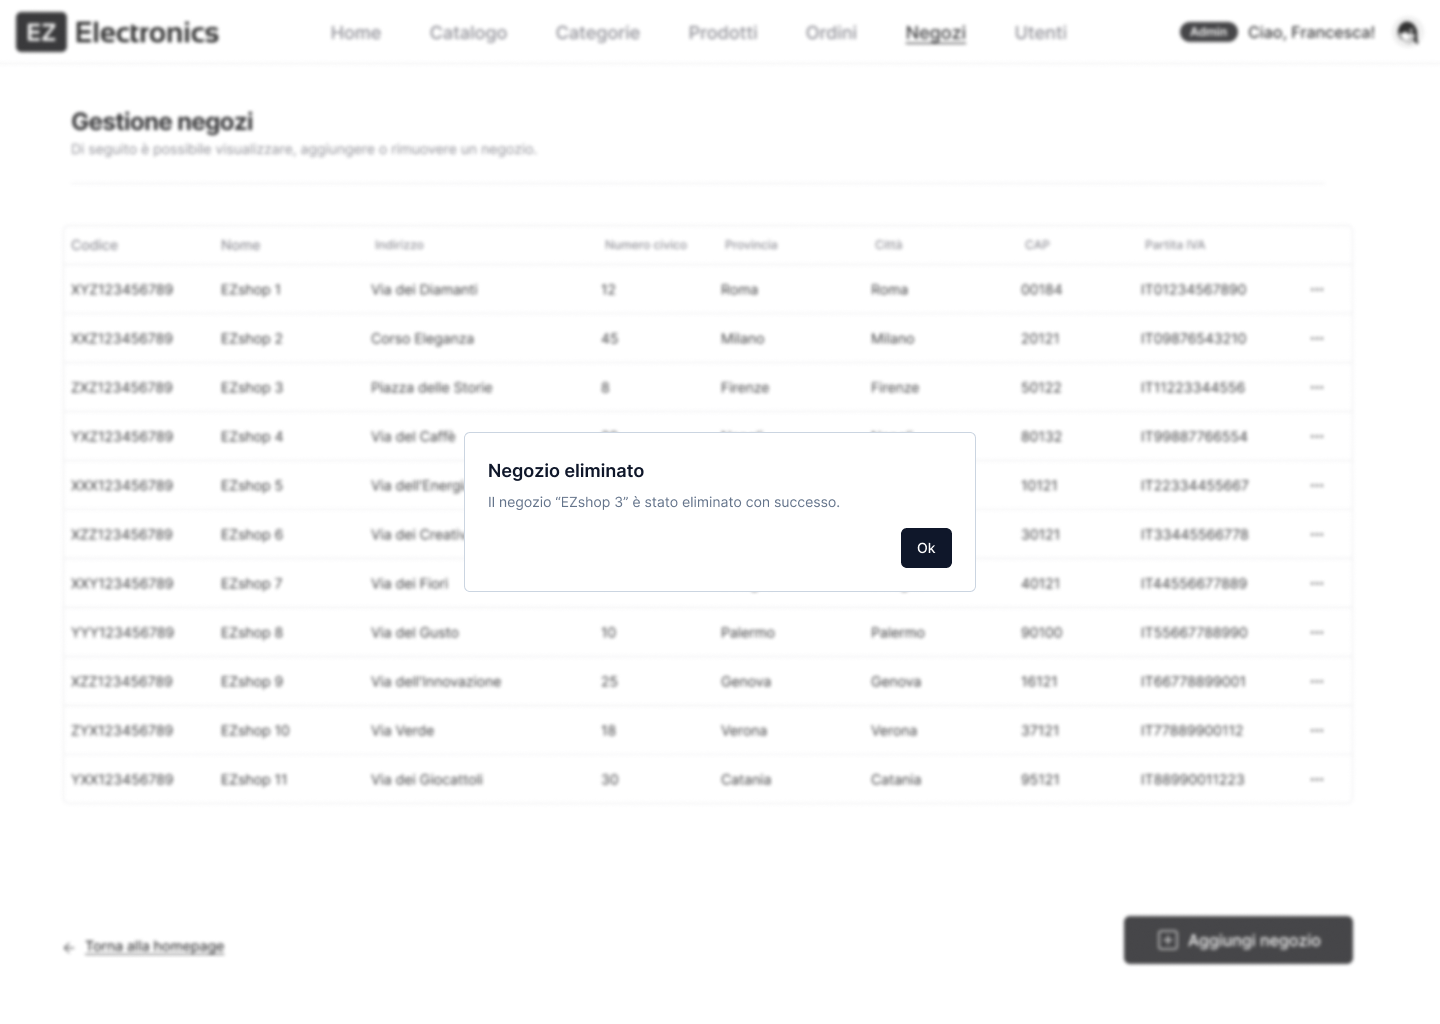 EZ Electronics Home Catalogo Categorie Prodotti Ordini Negozi Utenti Admin Ciao, Francesca!
Gestione negozi
Di seguito è possibile visualizzare, aggiungere o rimuovere un negozio.
Codice Nome Indirizzo Numero civico Provincia Città CAP Partita IVA
XYZ123456789 EZshop 1 Via dei Diamanti 12 Roma Roma 00184 IT01234567890 ...
XXZ123456789 EZshop 2 Corso Eleganza 45 Milano Milano 20121 IT09876543210 ...
ZXZ123456789 EZshop 3 Piazza delle Storie 8 Firenze Firenze 50122 IT11223344556 ...
YXZ123456789 EZshop 4 Via del Caffè 80132 IT99887766554 ...
XXX123456789 EZshop 5 Via dell'Energi 10121 IT22334455667 ...
XZZ123456789 EZshop 6 Via dei Creativ 30121 IT33445566778 ...
XXY123456789 EZshop 7 Via dei Fiori 40121 IT44556677889 ...
YYY123456789 EZshop 8 Via del Gusto 10 Palermo Palermo 90100 IT55667788990 ...
XZZ123456789 EZshop 9 Via dell'Innovazione 25 Genova Genova 16121 IT66778899001 ...
ZYX123456789 EZshop 10 Via Verde 18 Verona Verona 37121 IT77889900112 ...
YXX123456789 EZshop 11 Via dei Giocattoli 30 Catania Catania 95121 IT88990011223 ...
Negozio eliminato
Il negozio “EZshop 3” è stato eliminato con successo.
Ok
← Torna alla homepage
Aggiungi negozio